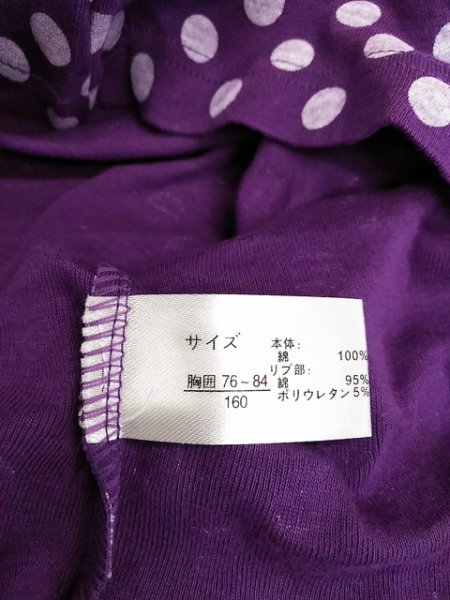 サイズ
胸囲 76～84
160
本体:
綿 100%
リブ部:
綿 95%
ポリウレタン 5%